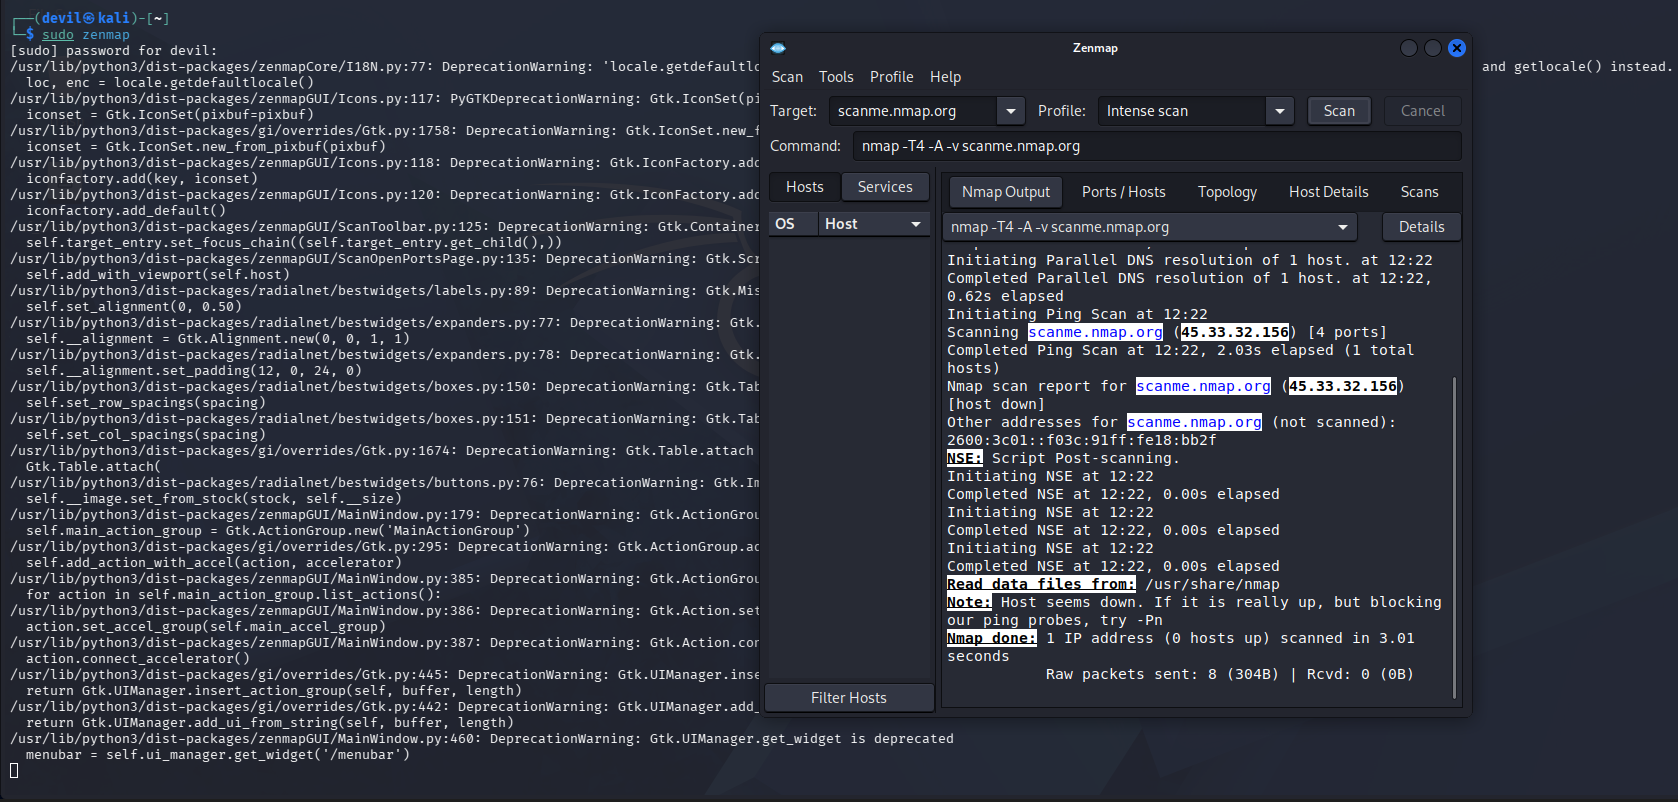 ┌──(devil㉿kali)-[~]
└─$ sudo zenmap
[sudo] password for devil:
/usr/lib/python3/dist-packages/zenmapCore/I18N.py:77: DeprecationWarning: 'locale.getdefaultlo
and getlocale() instead.
  loc, enc = locale.getdefaultlocale()
/usr/lib/python3/dist-packages/zenmapGUI/Icons.py:117: PyGTKDeprecationWarning: Gtk.IconSet(pi
  iconset = Gtk.IconSet(pixbuf=pixbuf)
/usr/lib/python3/dist-packages/gi/overrides/Gtk.py:1758: DeprecationWarning: Gtk.IconSet.new_f
  iconset = Gtk.IconSet.new_from_pixbuf(pixbuf)
/usr/lib/python3/dist-packages/zenmapGUI/Icons.py:118: DeprecationWarning: Gtk.IconFactory.add
  iconfactory.add(key, iconset)
/usr/lib/python3/dist-packages/zenmapGUI/Icons.py:120: DeprecationWarning: Gtk.IconFactory.add
  iconfactory.add_default()
/usr/lib/python3/dist-packages/zenmapGUI/ScanToolbar.py:125: DeprecationWarning: Gtk.Container
  self.target_entry.set_focus_chain((self.target_entry.get_child(),))
/usr/lib/python3/dist-packages/zenmapGUI/ScanOpenPortsPage.py:135: DeprecationWarning: Gtk.Scr
  self.add_with_viewport(self.host)
/usr/lib/python3/dist-packages/radialnet/bestwidgets/labels.py:89: DeprecationWarning: Gtk.Mis
  self.set_alignment(0, 0.50)
/usr/lib/python3/dist-packages/radialnet/bestwidgets/expanders.py:77: DeprecationWarning: Gtk.
  self.__alignment = Gtk.Alignment.new(0, 0, 1, 1)
/usr/lib/python3/dist-packages/radialnet/bestwidgets/expanders.py:78: DeprecationWarning: Gtk.
  self.__alignment.set_padding(12, 0, 24, 0)
/usr/lib/python3/dist-packages/radialnet/bestwidgets/boxes.py:150: DeprecationWarning: Gtk.Tab
  self.set_row_spacings(spacing)
/usr/lib/python3/dist-packages/radialnet/bestwidgets/boxes.py:151: DeprecationWarning: Gtk.Tab
  self.set_col_spacings(spacing)
/usr/lib/python3/dist-packages/gi/overrides/Gtk.py:1674: DeprecationWarning: Gtk.Table.attach
  Gtk.Table.attach(
/usr/lib/python3/dist-packages/radialnet/bestwidgets/buttons.py:76: DeprecationWarning: Gtk.Im
  self.__image.set_from_stock(stock, self.__size)
/usr/lib/python3/dist-packages/zenmapGUI/MainWindow.py:179: DeprecationWarning: Gtk.ActionGrou
  self.main_action_group = Gtk.ActionGroup.new('MainActionGroup')
/usr/lib/python3/dist-packages/gi/overrides/Gtk.py:295: DeprecationWarning: Gtk.ActionGroup.ad
  self.add_action_with_accel(action, accelerator)
/usr/lib/python3/dist-packages/zenmapGUI/MainWindow.py:385: DeprecationWarning: Gtk.ActionGrou
  for action in self.main_action_group.list_actions():
/usr/lib/python3/dist-packages/zenmapGUI/MainWindow.py:386: DeprecationWarning: Gtk.Action.set
  action.set_accel_group(self.main_accel_group)
/usr/lib/python3/dist-packages/zenmapGUI/MainWindow.py:387: DeprecationWarning: Gtk.Action.con
  action.connect_accelerator()
/usr/lib/python3/dist-packages/gi/overrides/Gtk.py:445: DeprecationWarning: Gtk.UIManager.inse
  return Gtk.UIManager.insert_action_group(self, buffer, length)
/usr/lib/python3/dist-packages/gi/overrides/Gtk.py:442: DeprecationWarning: Gtk.UIManager.add_
  return Gtk.UIManager.add_ui_from_string(self, buffer, length)
/usr/lib/python3/dist-packages/zenmapGUI/MainWindow.py:460: DeprecationWarning: Gtk.UIManager.get_widget is deprecated
  menubar = self.ui_manager.get_widget('/menubar')
Zenmap
Scan Tools Profile Help
Target: scanme.nmap.org Profile: Intense scan Scan Cancel
Command: nmap -T4 -A -v scanme.nmap.org
Hosts Services
OS Host
Filter Hosts
Nmap Output Ports / Hosts Topology Host Details Scans
nmap -T4 -A -v scanme.nmap.org Details
Initiating Parallel DNS resolution of 1 host. at 12:22
Completed Parallel DNS resolution of 1 host. at 12:22,
0.62s elapsed
Initiating Ping Scan at 12:22
Scanning scanme.nmap.org (45.33.32.156) [4 ports]
Completed Ping Scan at 12:22, 2.03s elapsed (1 total
hosts)
Nmap scan report for scanme.nmap.org (45.33.32.156)
[host down]
Other addresses for scanme.nmap.org (not scanned):
2600:3c01::f03c:91ff:fe18:bb2f
NSE: Script Post-scanning.
Initiating NSE at 12:22
Completed NSE at 12:22, 0.00s elapsed
Initiating NSE at 12:22
Completed NSE at 12:22, 0.00s elapsed
Initiating NSE at 12:22
Completed NSE at 12:22, 0.00s elapsed
Read data files from: /usr/share/nmap
Note: Host seems down. If it is really up, but blocking
our ping probes, try -Pn
Nmap done: 1 IP address (0 hosts up) scanned in 3.01
seconds
Raw packets sent: 8 (304B) | Rcvd: 0 (0B)